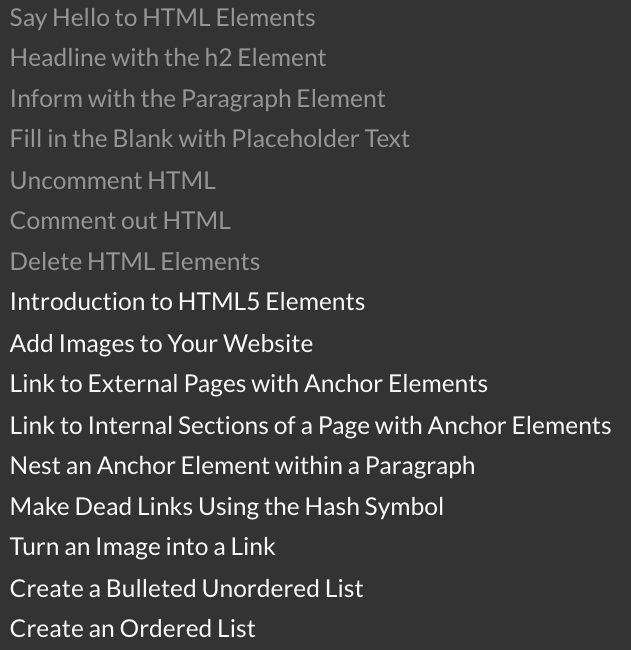 Say Hello to HTML Elements
Headline with the h2 Element
Inform with the Paragraph Element
Fill in the Blank with Placeholder Text
Uncomment HTML
Comment out HTML
Delete HTML Elements
Introduction to HTML5 Elements
Add Images to Your Website
Link to External Pages with Anchor Elements
Link to Internal Sections of a Page with Anchor Elements
Nest an Anchor Element within a Paragraph
Make Dead Links Using the Hash Symbol
Turn an Image into a Link
Create a Bulleted Unordered List
Create an Ordered List